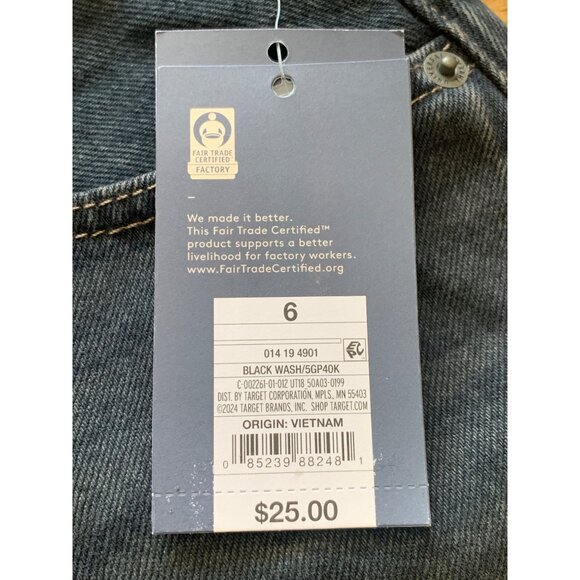 FAIR TRADE
CERTIFIED
FACTORY
–
We made it better.
This Fair Trade Certified™
product supports a better
livelihood for factory workers.
www.FairTradeCertified.org
6
014 19 4901
BLACK WASH/5GP40K
C-002261-01-012 UT18 50A03-0199
DIST. BY TARGET CORPORATION, MPLS., MN 55403
©2024 TARGET BRANDS, INC. SHOP TARGET.COM
ORIGIN: VIETNAM
0 85239 88248 1
$25.00